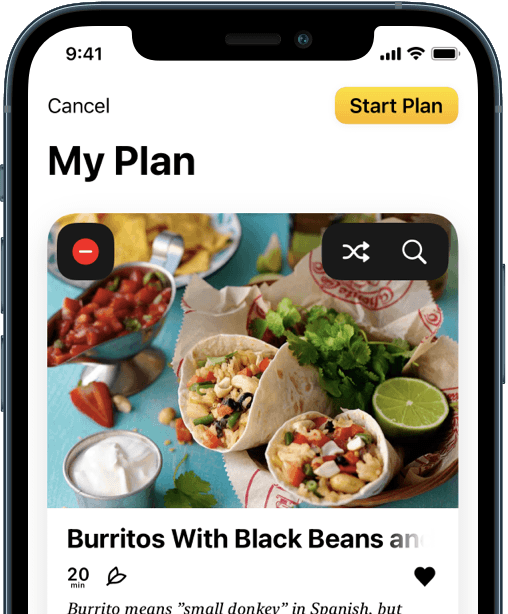 9:41
Cancel
Start Plan
My Plan
Burritos With Black Beans an
20
min
Burrito means ”small donkey” in Spanish, but